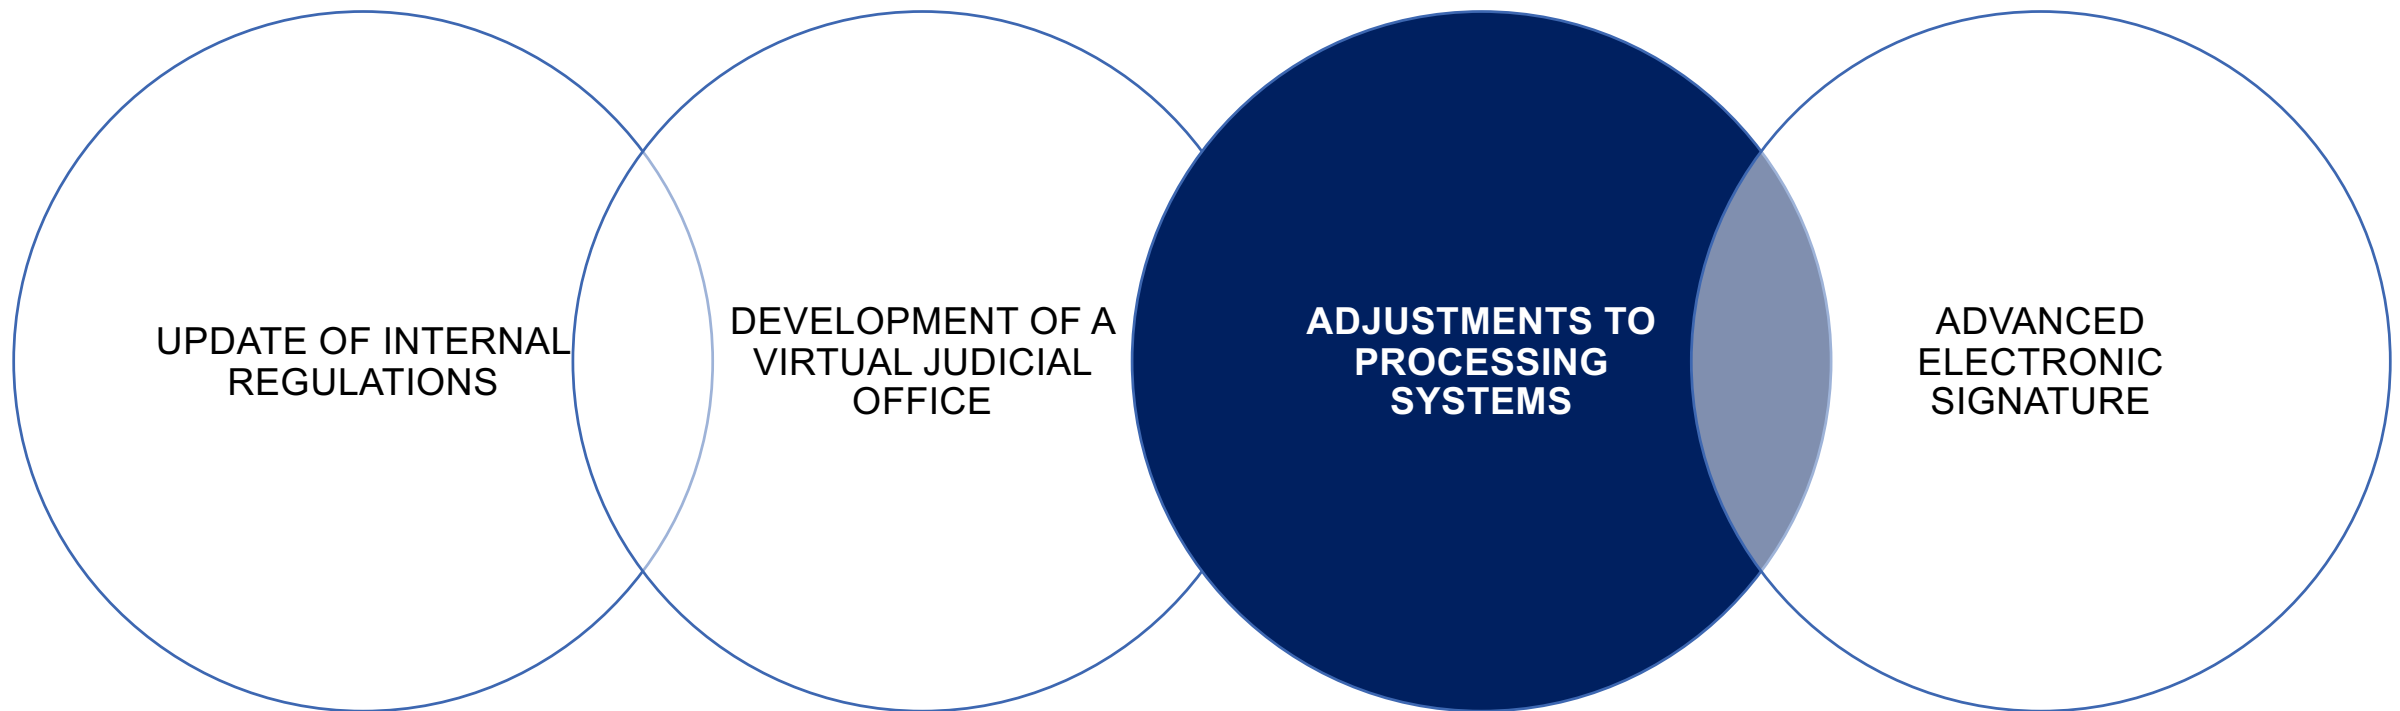 UPDATE OF INTERNAL
REGULATIONS
DEVELOPMENT OF A
VIRTUAL JUDICIAL
OFFICE
ADJUSTMENTS TO
PROCESSING
SYSTEMS
ADVANCED
ELECTRONIC
SIGNATURE